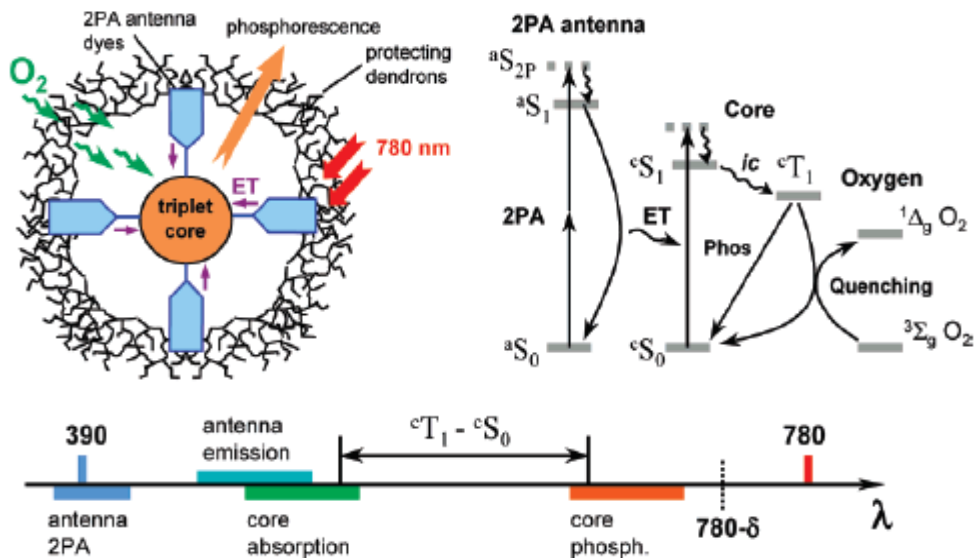 2PA antenna
dyes
phosphorescence
protecting
dendrons
O₂
780 nm
ET
triplet
core
2PA antenna
ᵃS₂P
ᵃS₁
2PA
ᵃS₀
ET
Core
ᶜS₁
ic
ᶜT₁
Phos
ᶜS₀
Oxygen
¹Δg O₂
Quenching
³Σg O₂
390
antenna
emission
ᶜT₁ - ᶜS₀
780
antenna
2PA
core
absorption
core
phosph.
780-δ
λ